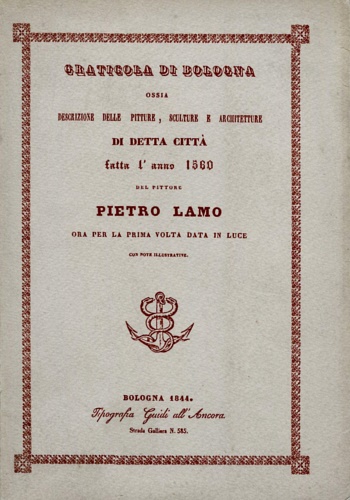 GRATICOLA DI BOLOGNA
OSSIA
DESCRIZIONE DELLE PITTURE, SCULTURE E ARCHITETTURE
DI DETTA CITTÀ
fatta l' anno 1560
DEL PITTORE
PIETRO LAMO
ORA PER LA PRIMA VOLTA DATA IN LUCE
CON NOTE ILLUSTRATIVE.
BOLOGNA 1844.
Tipografia Guidi all'Ancora
Strada Galliera N. 583.